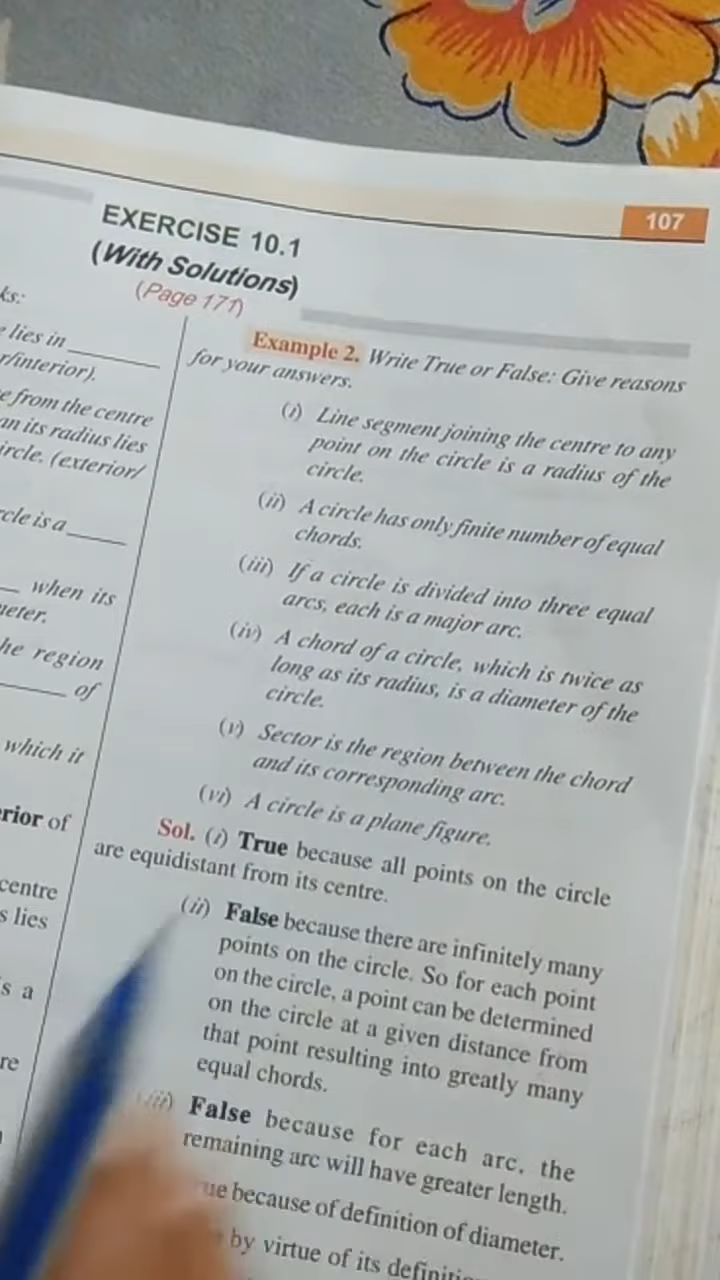 107
EXERCISE 10.1
(With Solutions)
(Page 171)
ks:
lies in
r/interior).
from the centre
an its radius lies
ircle. (exterior/
cle is a
when its
neter.
he region
of
which it
rior of
centre
s lies
s a
re
Example 2. Write True or False: Give reasons
for your answers.
(i) Line segment joining the centre to any
point on the circle is a radius of the
circle.
(ii) A circle has only finite number of equal
chords.
(iii) If a circle is divided into three equal
arcs, each is a major arc.
(iv) A chord of a circle, which is twice as
long as its radius, is a diameter of the
circle.
(v) Sector is the region between the chord
and its corresponding arc.
(vi) A circle is a plane figure.
Sol. (i) True because all points on the circle
are equidistant from its centre.
(ii) False because there are infinitely many
points on the circle. So for each point
on the circle, a point can be determined
on the circle at a given distance from
that point resulting into greatly many
equal chords.
False because for each arc, the
remaining arc will have greater length.
ue because of definition of diameter.
by virtue of its definiti